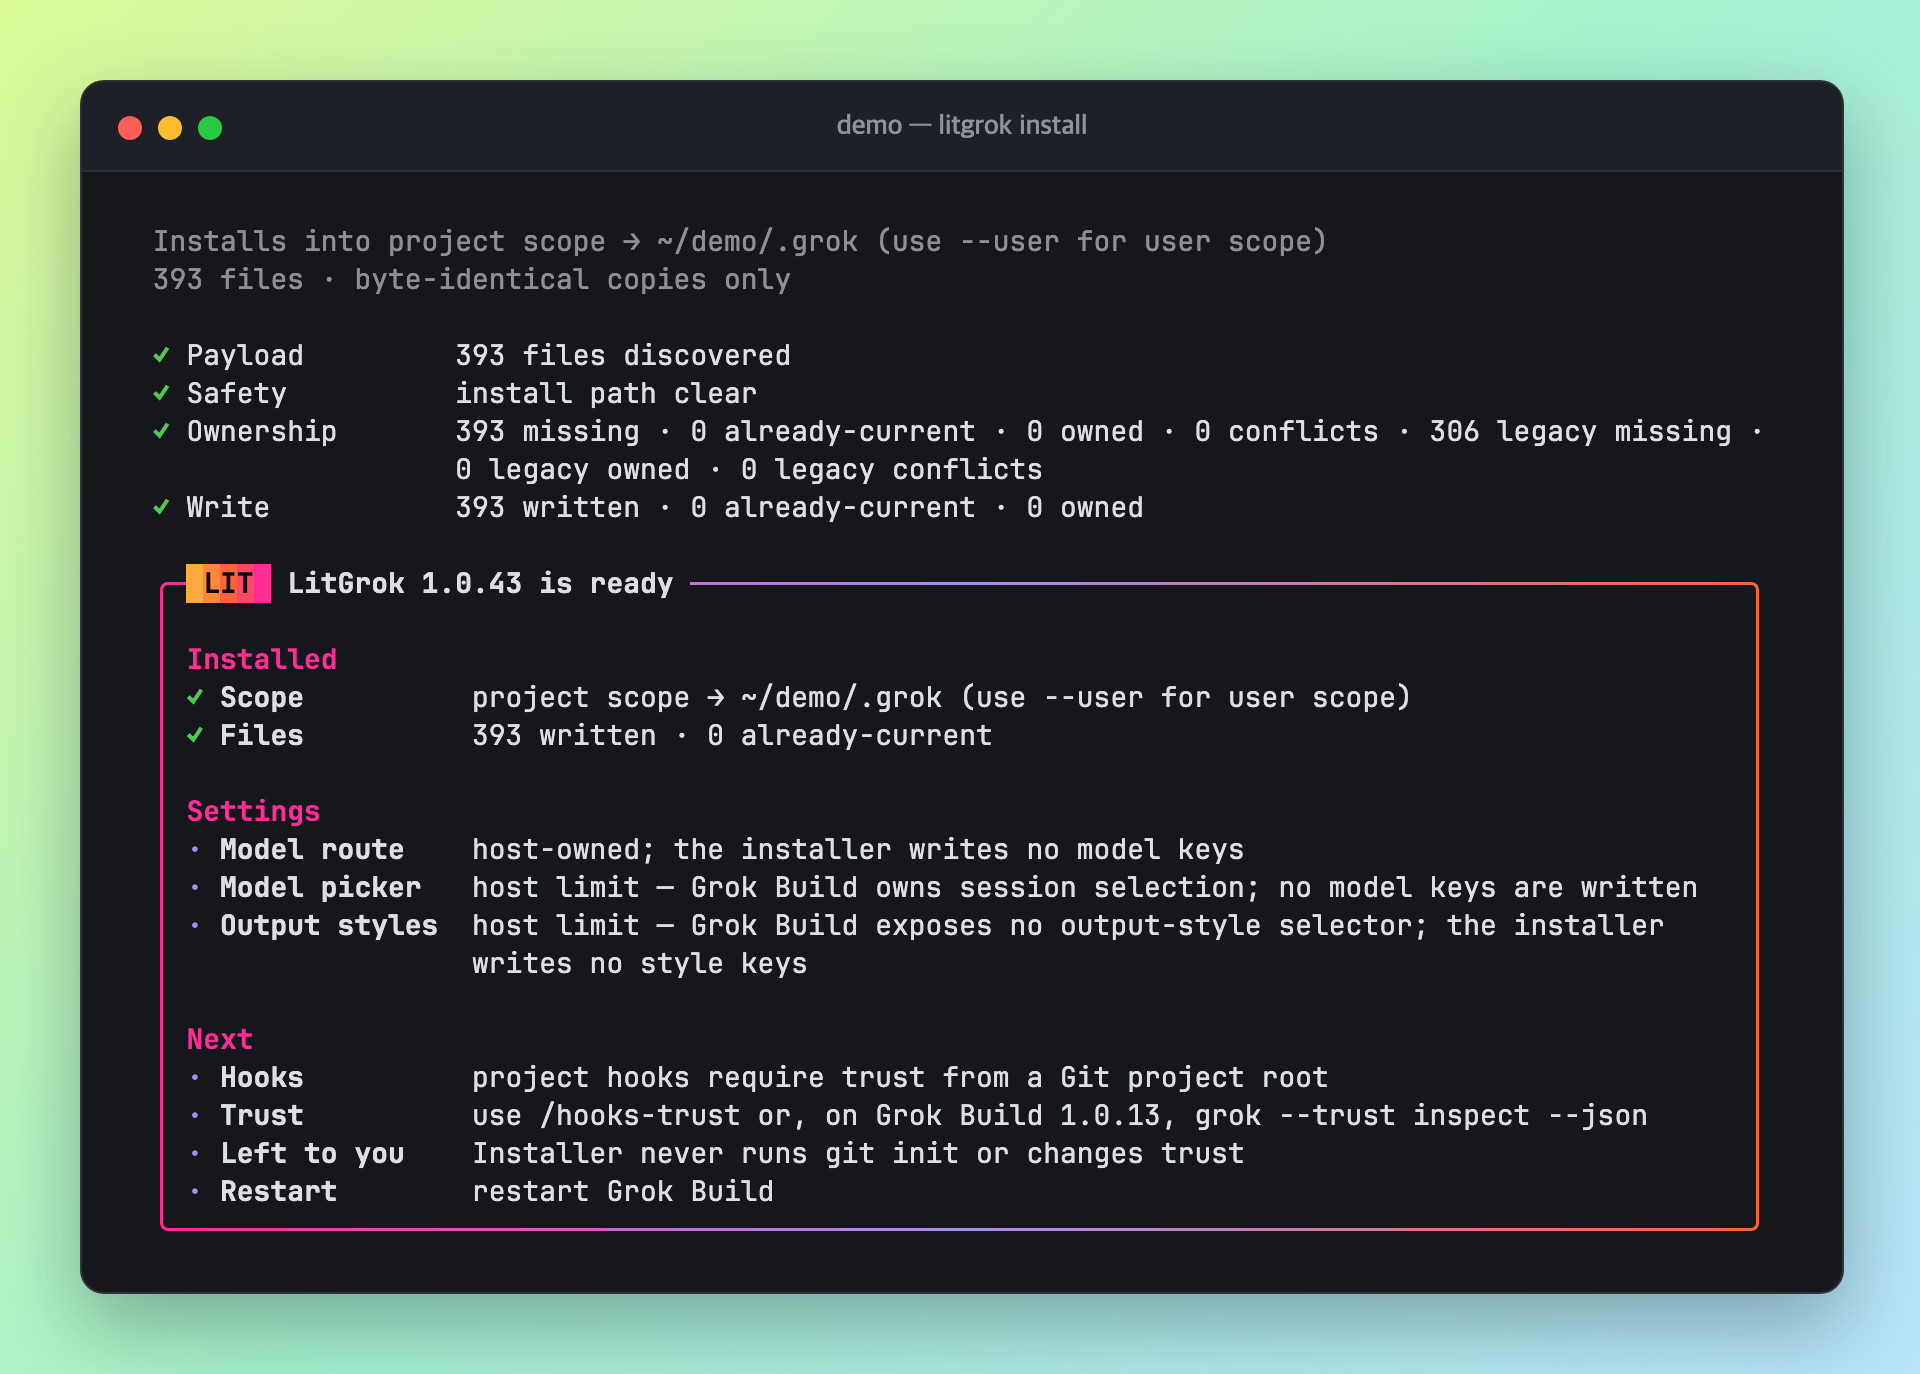 demo — litgrok install
Installs into project scope → ~/demo/.grok (use --user for user scope)
393 files · byte-identical copies only
✓ Payload 393 files discovered
✓ Safety install path clear
✓ Ownership 393 missing · 0 already-current · 0 owned · 0 conflicts · 306 legacy missing ·
0 legacy owned · 0 legacy conflicts
✓ Write 393 written · 0 already-current · 0 owned
LIT LitGrok 1.0.43 is ready
Installed
✓ Scope project scope → ~/demo/.grok (use --user for user scope)
✓ Files 393 written · 0 already-current
Settings
· Model route host-owned; the installer writes no model keys
· Model picker host limit — Grok Build owns session selection; no model keys are written
· Output styles host limit — Grok Build exposes no output-style selector; the installer
writes no style keys
Next
· Hooks project hooks require trust from a Git project root
· Trust use /hooks-trust or, on Grok Build 1.0.13, grok --trust inspect --json
· Left to you Installer never runs git init or changes trust
· Restart restart Grok Build